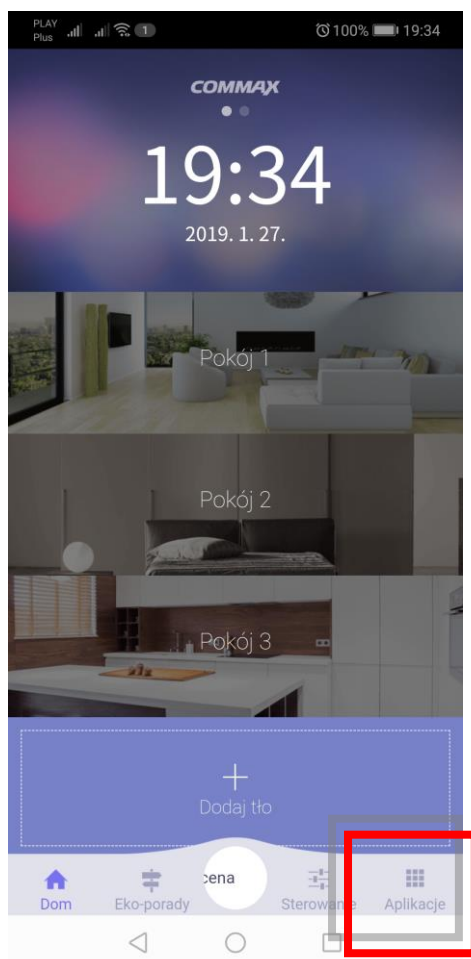 PLAY
Plus
1
100% 19:34
COMMAX
19:34
2019. 1. 27.
Pokój 1
Pokój 2
Pokój 3
+
Dodaj tło
Dom Eko-porady cena Sterowanie Aplikacje